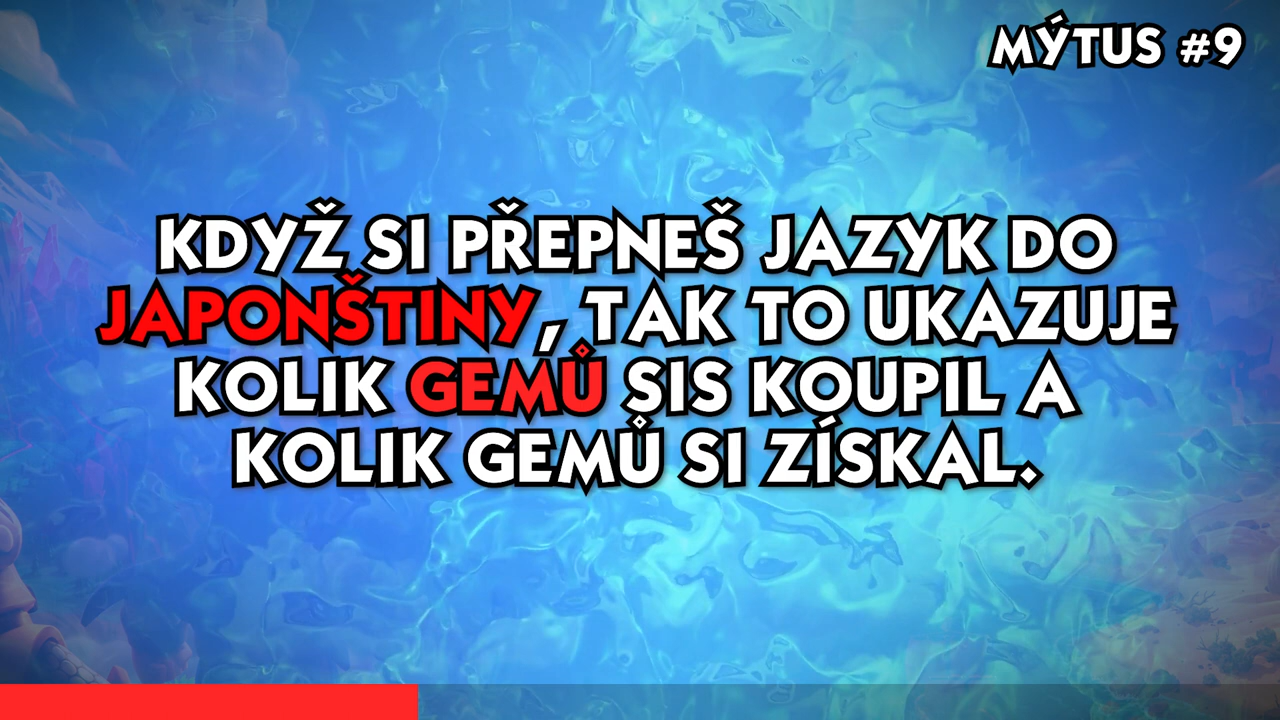 MÝTUS #9
KDYŽ SI PŘEPNEŠ JAZYK DO
JAPONŠTINY, TAK TO UKAZUJE
KOLIK GEMŮ SIS KOUPIL A
KOLIK GEMŮ SI ZÍSKAL.